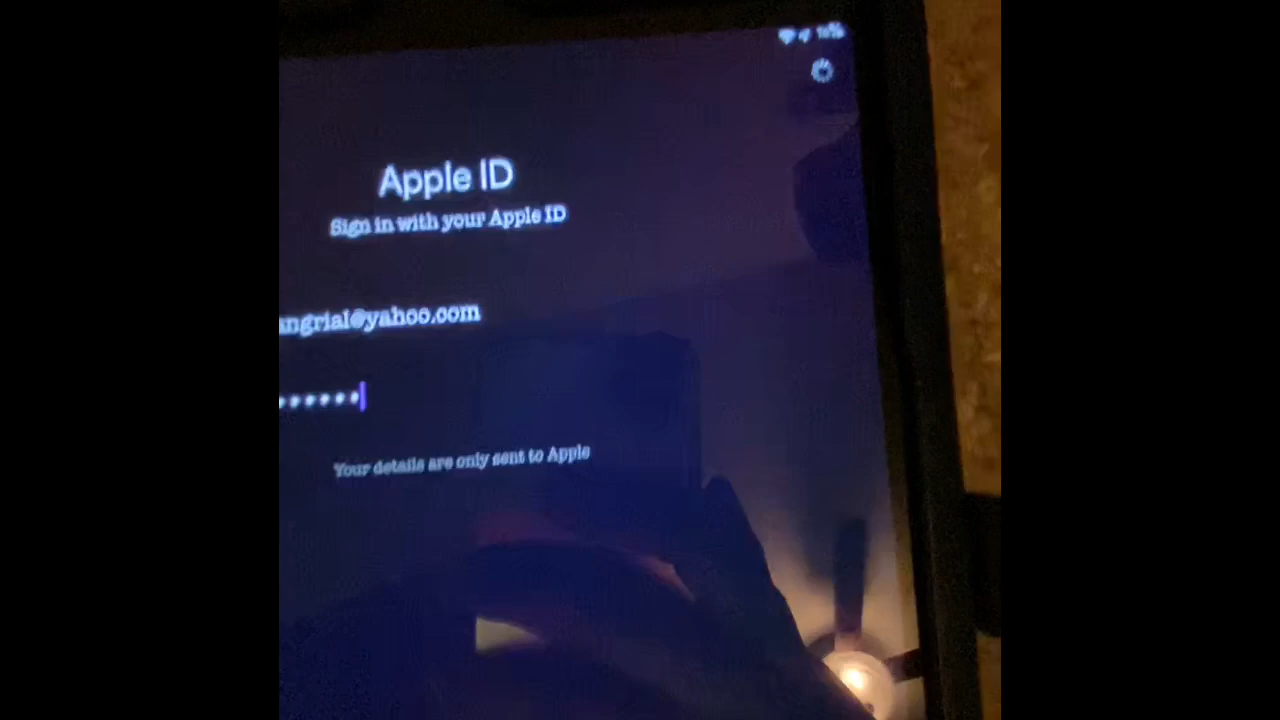 Apple ID
Sign in with your Apple ID
angrial@yahoo.com
Your details are only sent to Apple